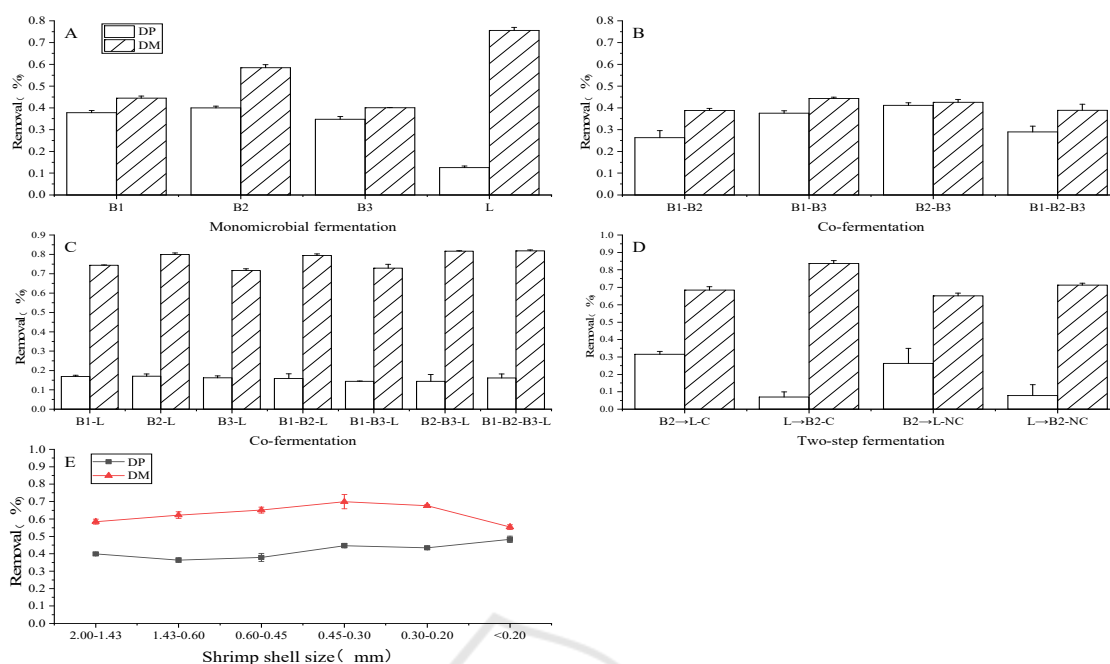 A
DP
DM
Removal( %)
0.8
0.7
0.6
0.5
0.4
0.3
0.2
0.1
0.0
B1 B2 B3 L
Monomicrobial fermentation
B
Removal( %)
0.8
0.7
0.6
0.5
0.4
0.3
0.2
0.1
0.0
B1-B2 B1-B3 B2-B3 B1-B2-B3
Co-fermentation
C
Removal( %)
0.9
0.8
0.7
0.6
0.5
0.4
0.3
0.2
0.1
0.0
B1-L B2-L B3-L B1-B2-L B1-B3-L B2-B3-L B1-B2-B3-L
Co-fermentation
D
Removal( %)
1.0
0.9
0.8
0.7
0.6
0.5
0.4
0.3
0.2
0.1
0.0
B2→L-C L→B2-C B2→L-NC L→B2-NC
Two-step fermentation
E
DP
DM
Removal( %)
1.0
0.9
0.8
0.7
0.6
0.5
0.4
0.3
0.2
0.1
0.0
2.00-1.43 1.43-0.60 0.60-0.45 0.45-0.30 0.30-0.20 <0.20
Shrimp shell size( mm)